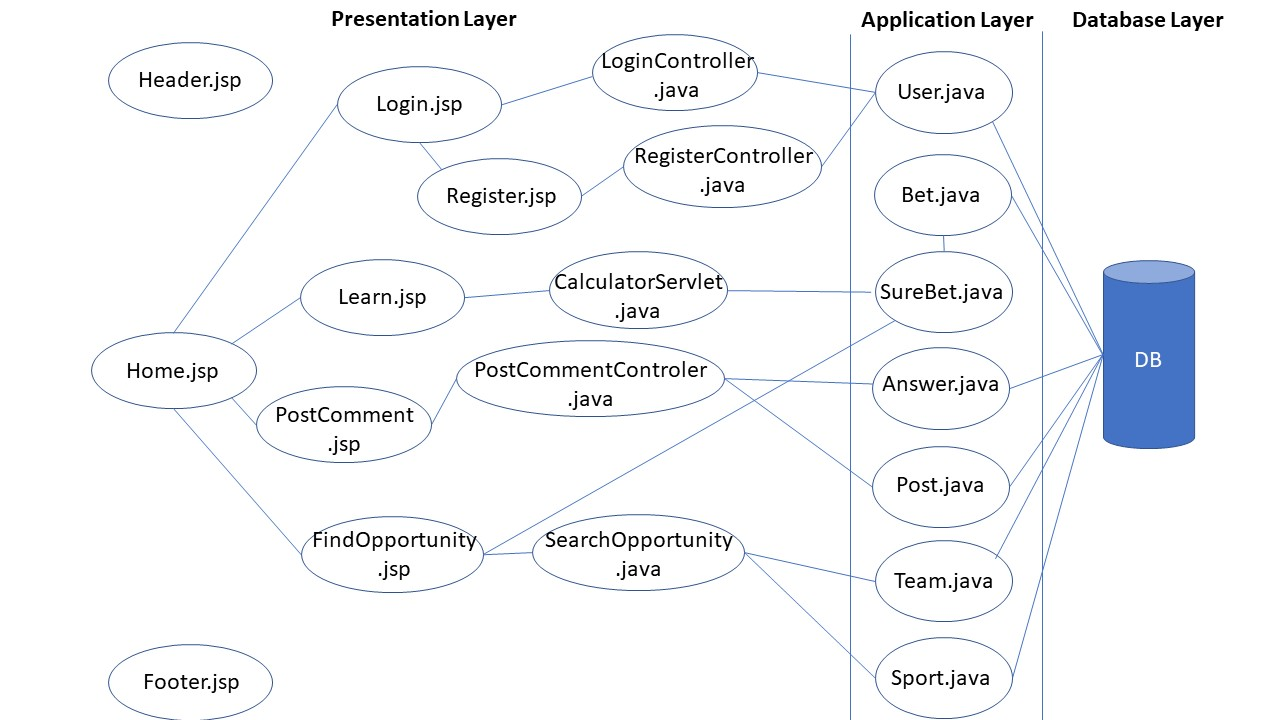 Presentation Layer
Application Layer
Database Layer
Header.jsp
Login.jsp
LoginController
.java
User.java
Register.jsp
RegisterController
.java
Bet.java
Learn.jsp
CalculatorServlet
.java
SureBet.java
Home.jsp
PostComment
.jsp
PostCommentControler
.java
Answer.java
DB
Post.java
FindOpportunity
.jsp
SearchOpportunity
.java
Team.java
Footer.jsp
Sport.java